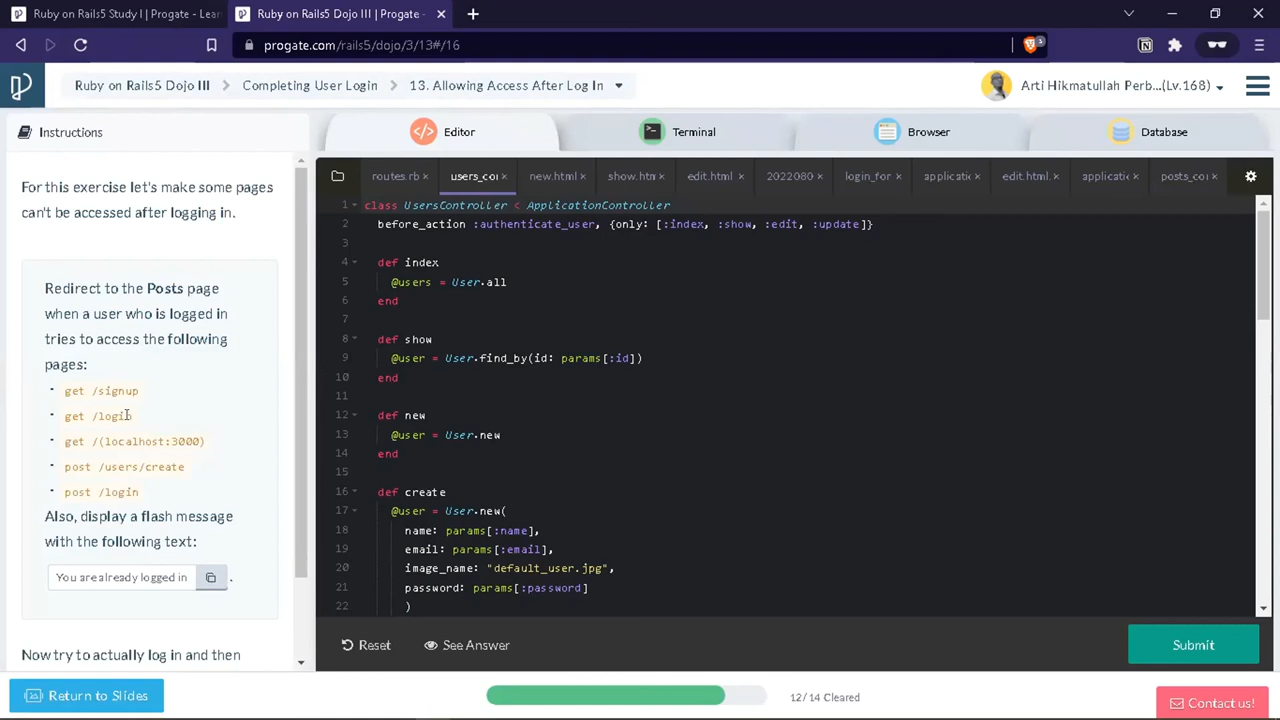 Ruby on Rails5 Study I | Progate - Lear
Ruby on Rails5 Dojo III | Progate -
progate.com/rails5/dojo/3/13#/16
Ruby on Rails5 Dojo III
Completing User Login
13. Allowing Access After Log In
Arti Hikmatullah Perb...(Lv.168)
Instructions
Editor
Terminal
Browser
Database
For this exercise let's make some pages
can't be accessed after logging in.
Redirect to the Posts page
when a user who is logged in
tries to access the following
pages:
get /signup
get /login
get /(localhost:3000)
post /users/create
post /login
Also, display a flash message
with the following text:
You are already logged in
.
Now try to actually log in and then
routes.rb
users_coi
new.html.
show.htm
edit.html
2022080
login_for
applicatic
edit.html.
applicatic
posts_coi
1 class UsersController < ApplicationController
2 before_action :authenticate_user, {only: [:index, :show, :edit, :update]}
3
4 def index
5 @users = User.all
6 end
7
8 def show
9 @user = User.find_by(id: params[:id])
10 end
11
12 def new
13 @user = User.new
14 end
15
16 def create
17 @user = User.new(
18 name: params[:name],
19 email: params[:email],
20 image_name: "default_user.jpg",
21 password: params[:password]
22 )
Reset
See Answer
Submit
Return to Slides
12/14 Cleared
Contact us!